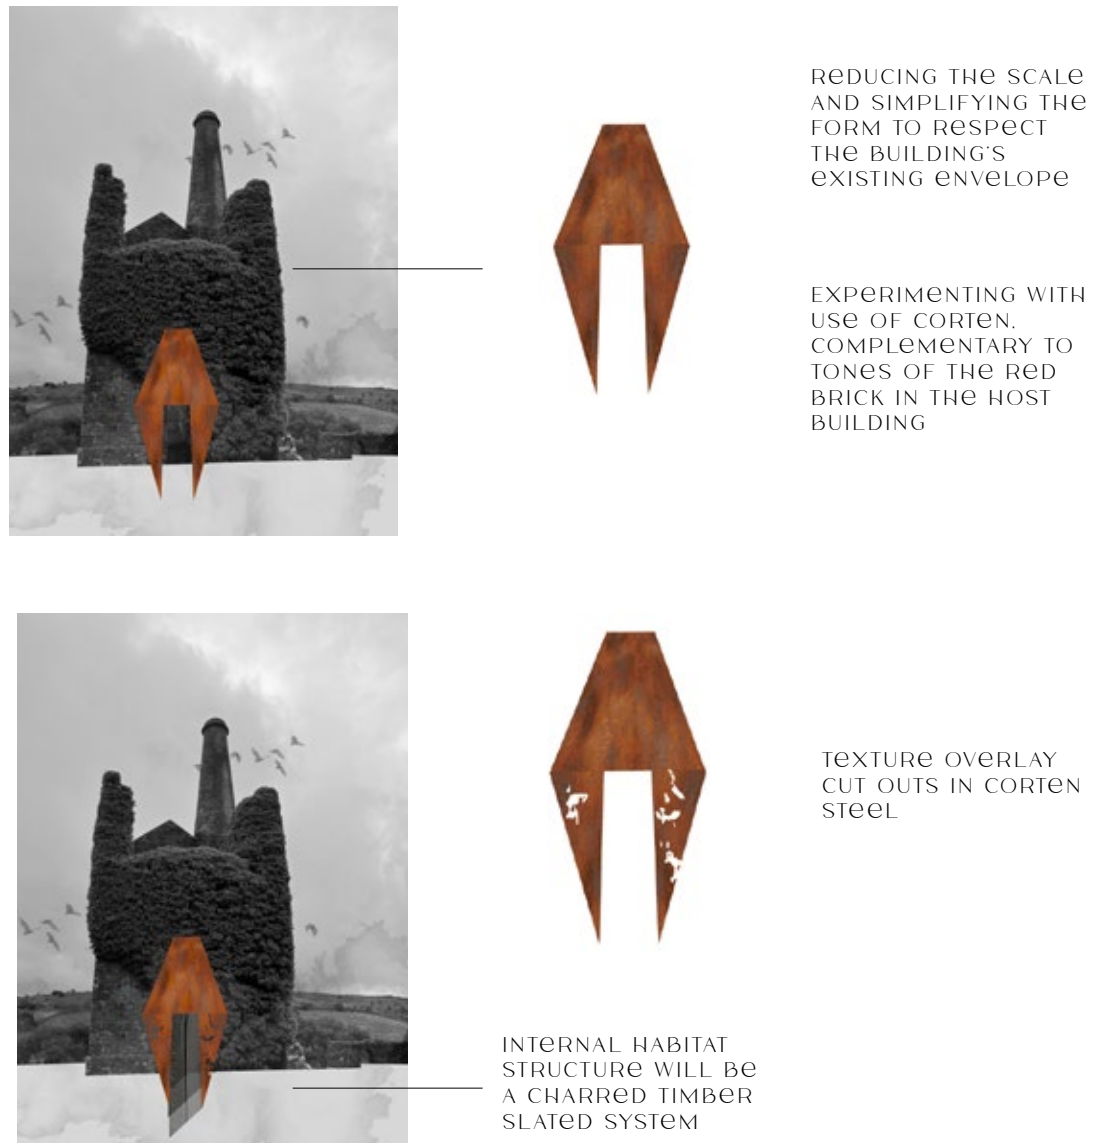 REDUCING THE SCALE
AND SIMPLIFYING THE
FORM TO RESPECT
THE BUILDING'S
EXISTING ENVELOPE
EXPERIMENTING WITH
USE OF CORTEN.
COMPLEMENTARY TO
TONES OF THE RED
BRICK IN THE HOST
BUILDING
TEXTURE OVERLAY
CUT OUTS IN CORTEN
STEEL
INTERNAL HABITAT
STRUCTURE WILL BE
A CHARRED TIMBER
SLATED SYSTEM